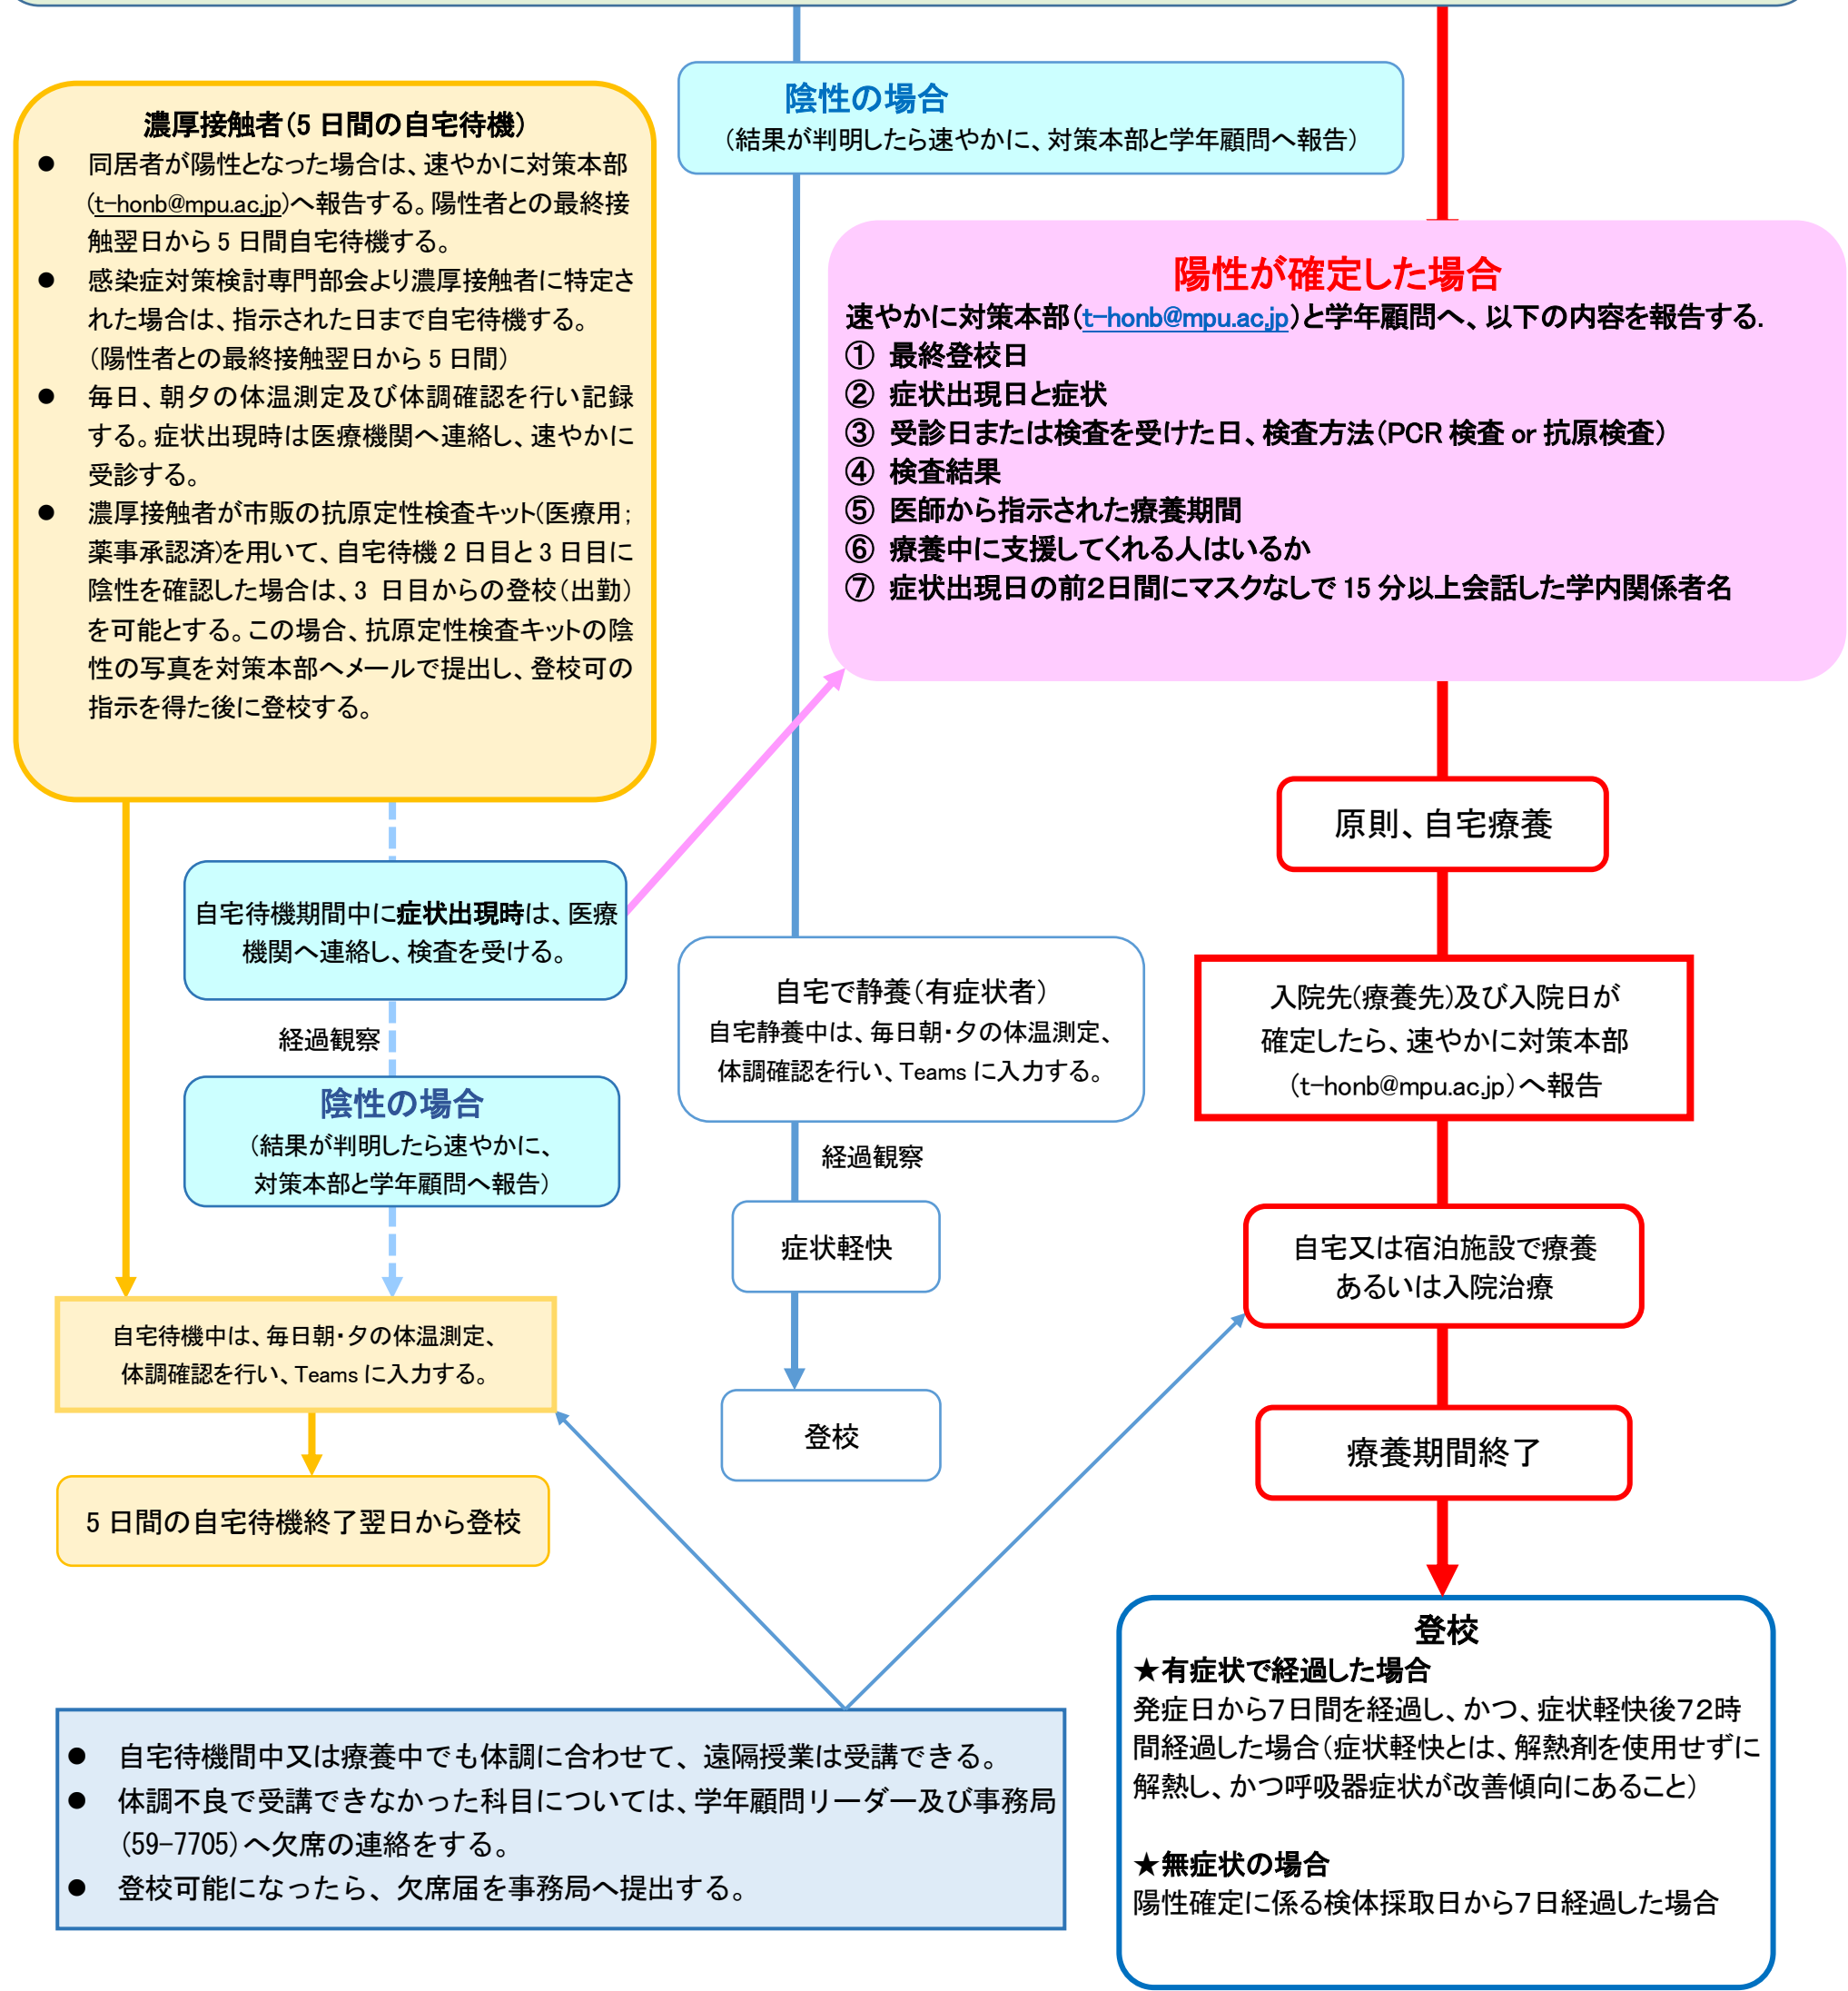 陰性の場合
（結果が判明したら速やかに、対策本部と学年顧問へ報告）
濃厚接触者（5 日間の自宅待機）
● 同居者が陽性となった場合は、速やかに対策本部
(t-honb@mpu.ac.jp)へ報告する。陽性者との最終接
触翌日から 5 日間自宅待機する。
● 感染症対策検討専門部会より濃厚接触者に特定さ
れた場合は、指示された日まで自宅待機する。
（陽性者との最終接触翌日から 5 日間）
● 毎日、朝夕の体温測定及び体調確認を行い記録
する。症状出現時は医療機関へ連絡し、速やかに
受診する。
● 濃厚接触者が市販の抗原定性検査キット(医療用；
薬事承認済)を用いて、自宅待機 2 日目と 3 日目に
陰性を確認した場合は、3 日目からの登校（出勤）
を可能とする。この場合、抗原定性検査キットの陰
性の写真を対策本部へメールで提出し、登校可の
指示を得た後に登校する。
陽性が確定した場合
速やかに対策本部（t-honb@mpu.ac.jp）と学年顧問へ、以下の内容を報告する.
① 最終登校日
② 症状出現日と症状
③ 受診日または検査を受けた日、検査方法（PCR 検査 or 抗原検査）
④ 検査結果
⑤ 医師から指示された療養期間
⑥ 療養中に支援してくれる人はいるか
⑦ 症状出現日の前２日間にマスクなしで 15 分以上会話した学内関係者名
原則、自宅療養
自宅待機期間中に症状出現時は、医療
機関へ連絡し、検査を受ける。
経過観察
陰性の場合
（結果が判明したら速やかに、
対策本部と学年顧問へ報告）
自宅で静養（有症状者）
自宅静養中は、毎日朝・夕の体温測定、
体調確認を行い、Teams に入力する。
経過観察
症状軽快
登校
入院先(療養先)及び入院日が
確定したら、速やかに対策本部
（t-honb@mpu.ac.jp）へ報告
自宅又は宿泊施設で療養
あるいは入院治療
療養期間終了
自宅待機中は、毎日朝・夕の体温測定、
体調確認を行い、Teams に入力する。
5 日間の自宅待機終了翌日から登校
登校
★有症状で経過した場合
発症日から７日間を経過し、かつ、症状軽快後７２時
間経過した場合（症状軽快とは、解熱剤を使用せずに
解熱し、かつ呼吸器症状が改善傾向にあること）
★無症状の場合
陽性確定に係る検体採取日から７日経過した場合
● 自宅待機間中又は療養中でも体調に合わせて、遠隔授業は受講できる。
● 体調不良で受講できなかった科目については、学年顧問リーダー及び事務局
（59-7705）へ欠席の連絡をする。
● 登校可能になったら、欠席届を事務局へ提出する。